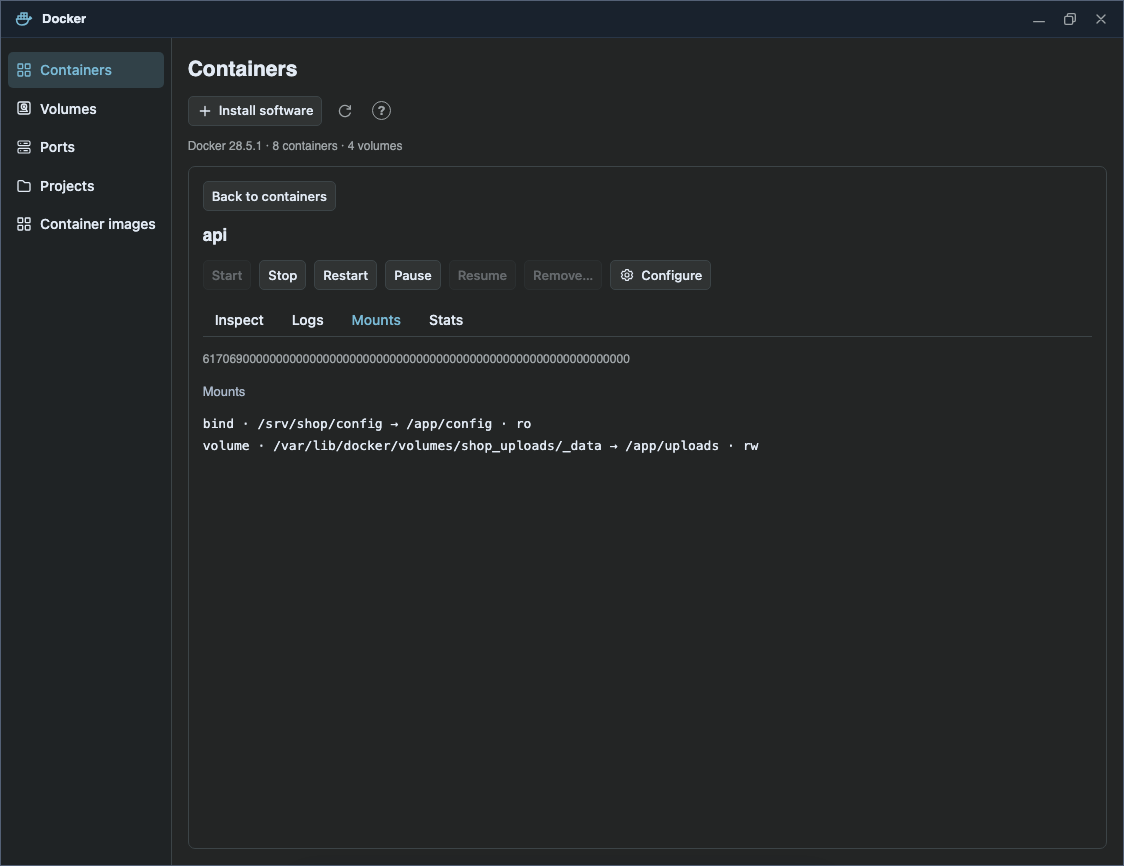 Docker
Containers
Volumes
Ports
Projects
Container images
Containers
+ Install software
?
Docker 28.5.1 · 8 containers · 4 volumes
Back to containers
api
Start Stop Restart Pause Resume Remove... Configure
Inspect Logs Mounts Stats
6170690000000000000000000000000000000000000000000000000000000000
Mounts
bind · /srv/shop/config → /app/config · ro
volume · /var/lib/docker/volumes/shop_uploads/_data → /app/uploads · rw